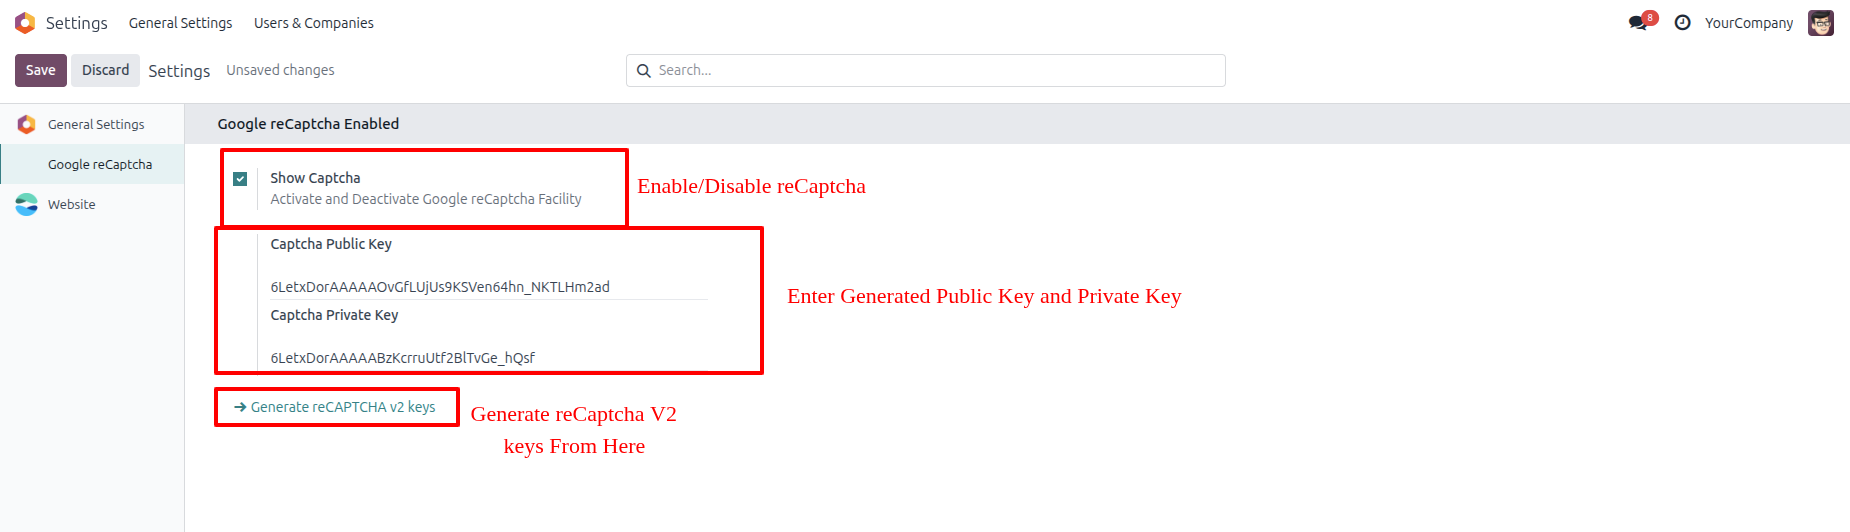 Settings General Settings Users & Companies 8 YourCompany
Save Discard Settings Unsaved changes Search...
General Settings
Google reCaptcha
Website
Google reCaptcha Enabled
Show Captcha
Activate and Deactivate Google reCaptcha Facility
Enable/Disable reCaptcha
Captcha Public Key
6LetxDorAAAAAOvGfLUjUs9KSVen64hn_NKTLHm2ad
Enter Generated Public Key and Private Key
Captcha Private Key
6LetxDorAAAAABzKcrruUtf2BlTvGe_hQsf
Generate reCAPTCHA v2 keys
Generate reCaptcha V2
keys From Here